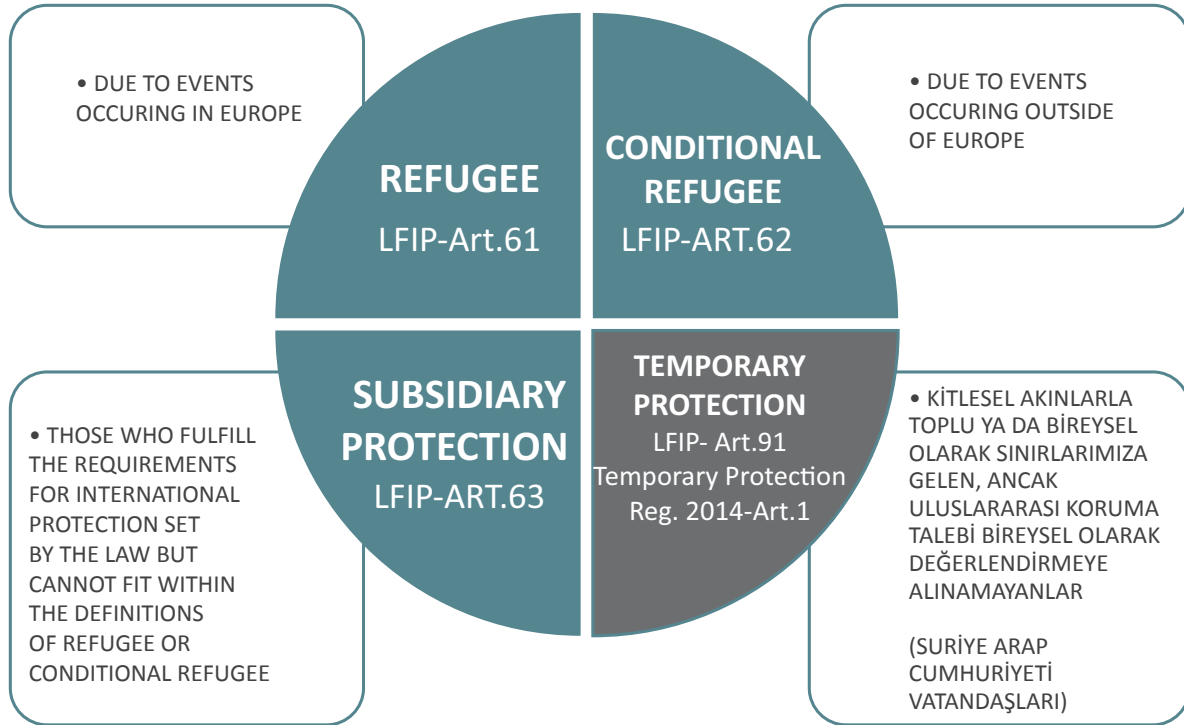 • DUE TO EVENTS
OCCURING IN EUROPE
REFUGEE
LFIP-Art.61
CONDITIONAL
REFUGEE
LFIP-ART.62
• DUE TO EVENTS
OCCURING OUTSIDE
OF EUROPE
• THOSE WHO FULFILL
THE REQUIREMENTS
FOR INTERNATIONAL
PROTECTION SET
BY THE LAW BUT
CANNOT FIT WITHIN
THE DEFINITIONS
OF REFUGEE OR
CONDITIONAL REFUGEE
SUBSIDIARY
PROTECTION
LFIP-ART.63
TEMPORARY
PROTECTION
LFIP- Art.91
Temporary Protection
Reg. 2014-Art.1
• KİTLESEL AKINLARLA
TOPLU YA DA BİREYSEL
OLARAK SINIRLARIMIZA
GELEN, ANCAK
ULUSLARARASI KORUMA
TALEBİ BİREYSEL OLARAK
DEĞERLENDİRMEYE
ALINAMAYANLAR
(SURİYE ARAP
CUMHURİYETİ
VATANDAŞLARI)